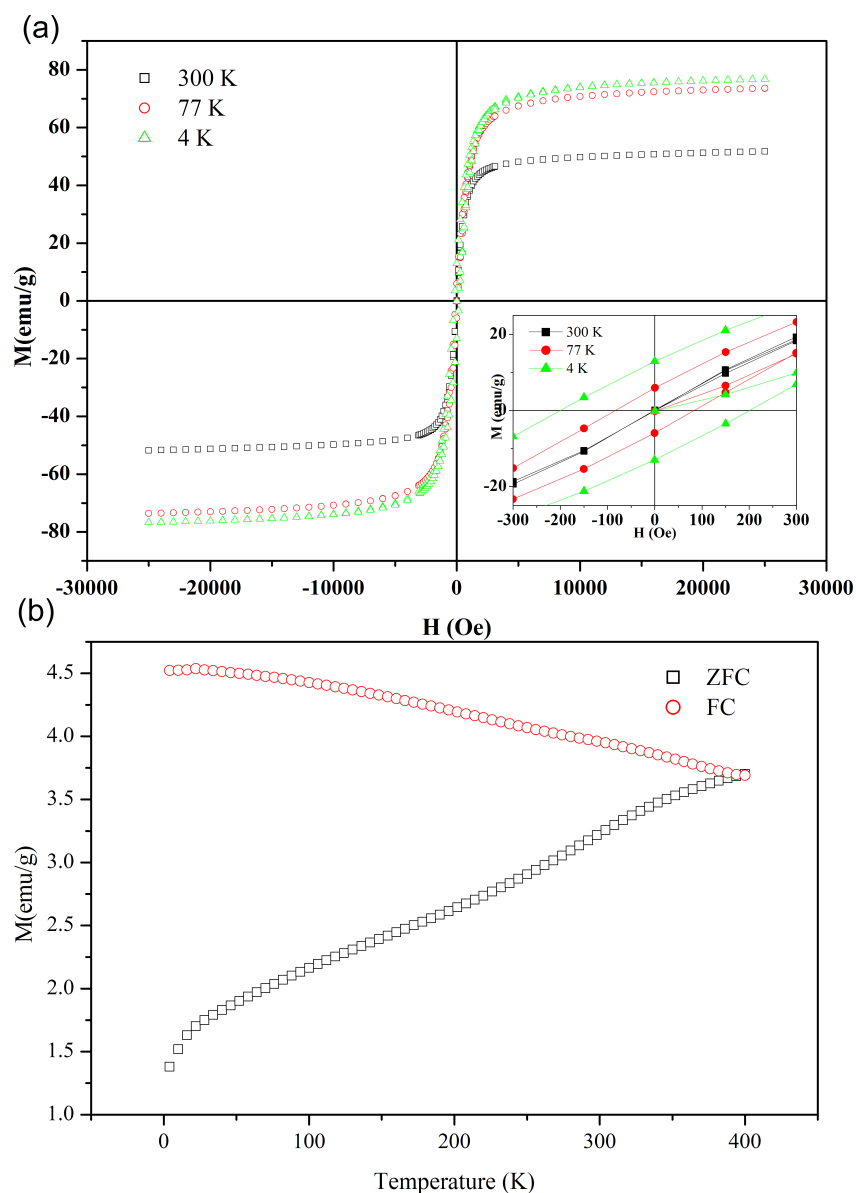 (a)
80
60
40
20
0
-20
-40
-60
-80
M(emu/g)
300 K
77 K
4 K
-30000 -20000 -10000 0 10000 20000 30000
H (Oe)
20
0
-20
M (emu/g)
300 K
77 K
4 K
-300 -200 -100 0 100 200 300
H (Oe)
(b)
4.5
4.0
3.5
3.0
2.5
2.0
1.5
1.0
M(emu/g)
ZFC
FC
0 100 200 300 400
Temperature (K)